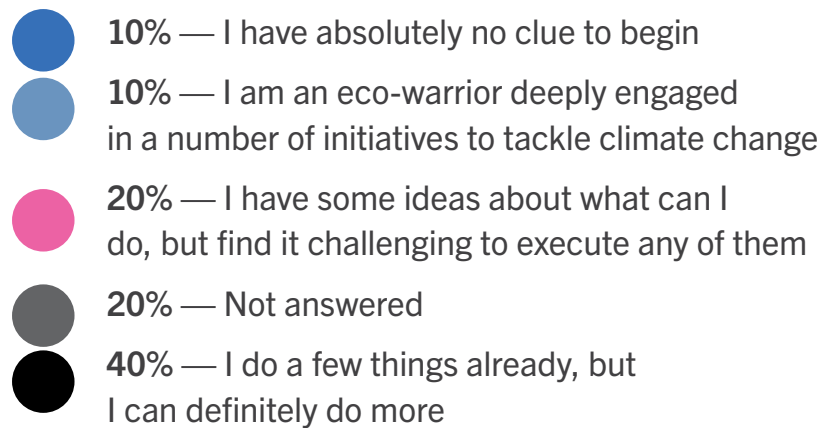 10% — I have absolutely no clue to begin
10% — I am an eco-warrior deeply engaged
in a number of initiatives to tackle climate change
20% — I have some ideas about what can I
do, but find it challenging to execute any of them
20% — Not answered
40% — I do a few things already, but
I can definitely do more